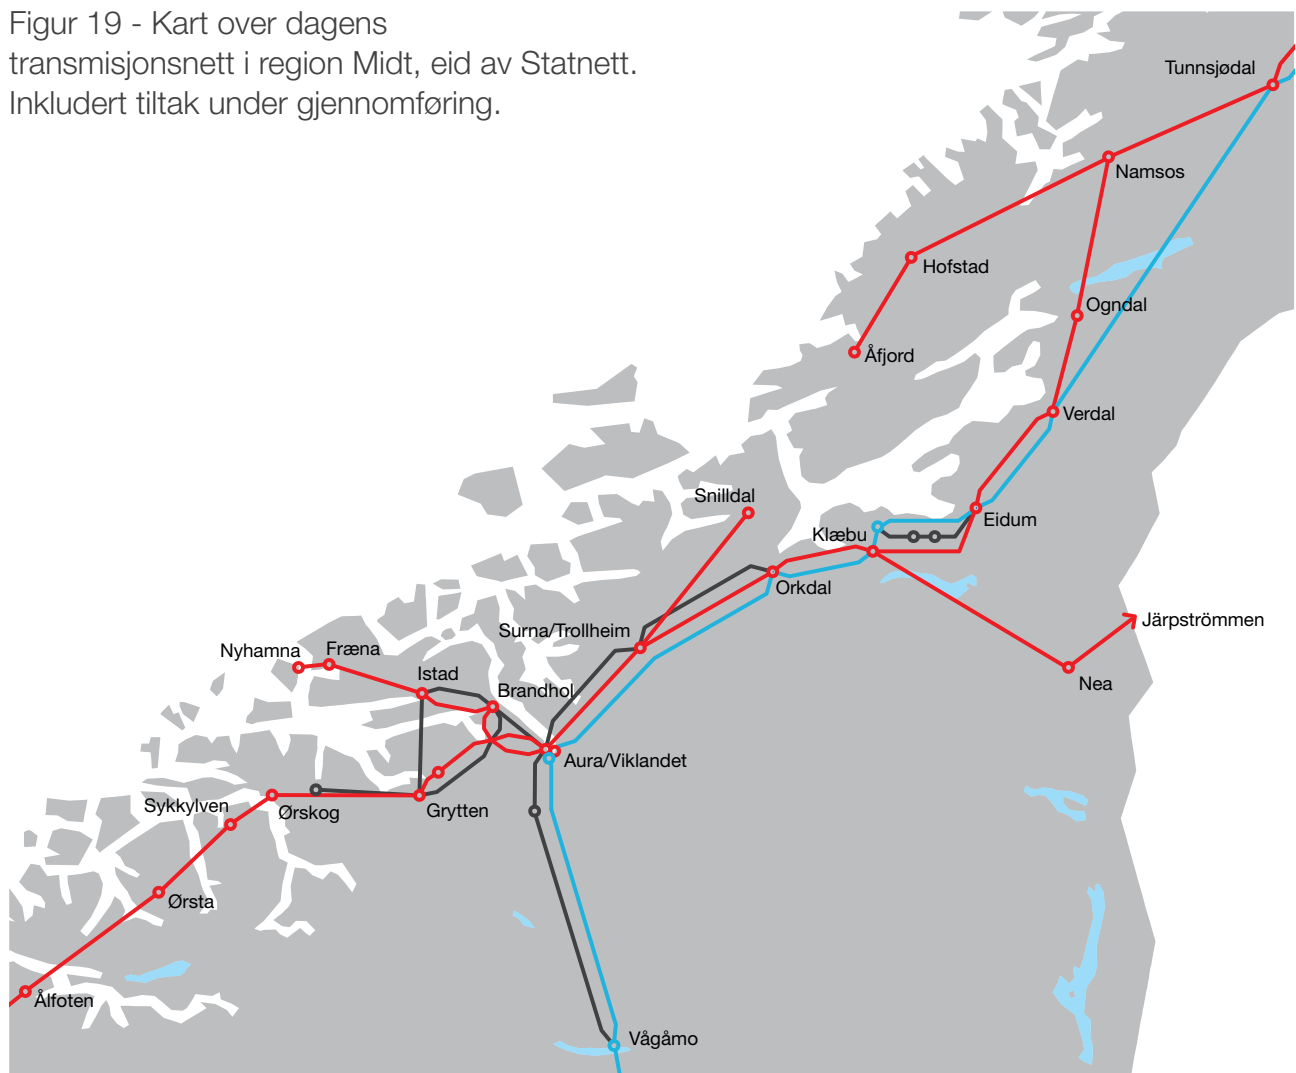 Figur 19 - Kart over dagens
transmisjonsnett i region Midt, eid av Statnett.
Inkludert tiltak under gjennomføring.
Tunnsjødal
Namsos
Hofstad
Ogndal
Åfjord
Verdal
Snilldal
Eidum
Klæbu
Orkdal
Järpströmmen
Surna/Trollheim
Nyhamna
Fræna
Istad
Nea
Brandhol
Aura/Viklandet
Sykkylven
Ørskog
Grytten
Ørsta
Ålfoten
Vågåmo